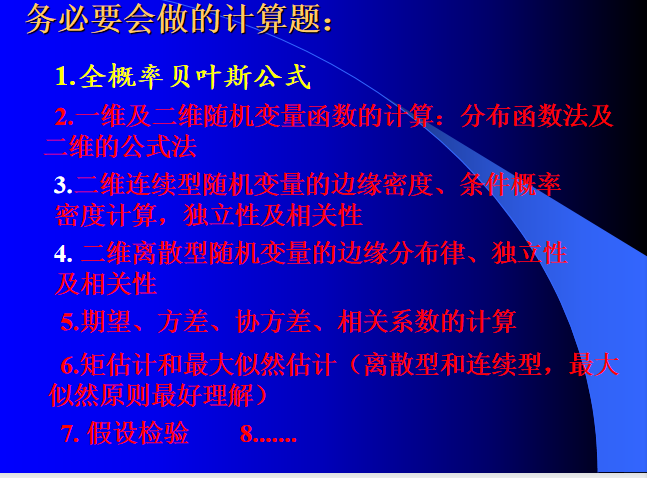 务必要会做的计算题：
1.全概率贝叶斯公式
2.一维及二维随机变量函数的计算：分布函数法及
二维的公式法
3.二维连续型随机变量的边缘密度、条件概率
密度计算，独立性及相关性
4. 二维离散型随机变量的边缘分布律、独立性
及相关性
5.期望、方差、协方差、相关系数的计算
6.矩估计和最大似然估计（离散型和连续型，最大
似然原则最好理解）
7. 假设检验 8.......